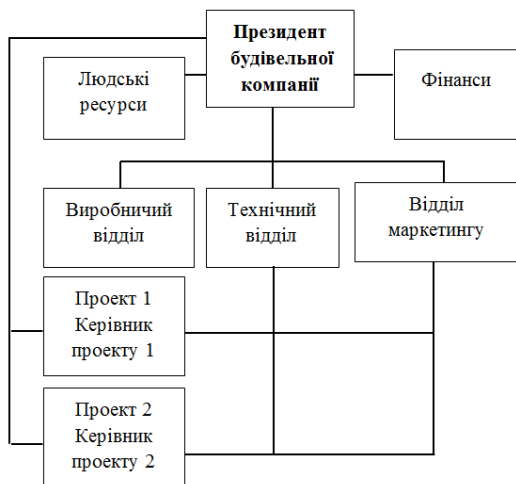 Президент
будівельної
компанії
Людські
ресурси
Фінанси
Виробничий
відділ
Технічний
відділ
Відділ
маркетингу
Проект 1
Керівник
проекту 1
Проект 2
Керівник
проекту 2